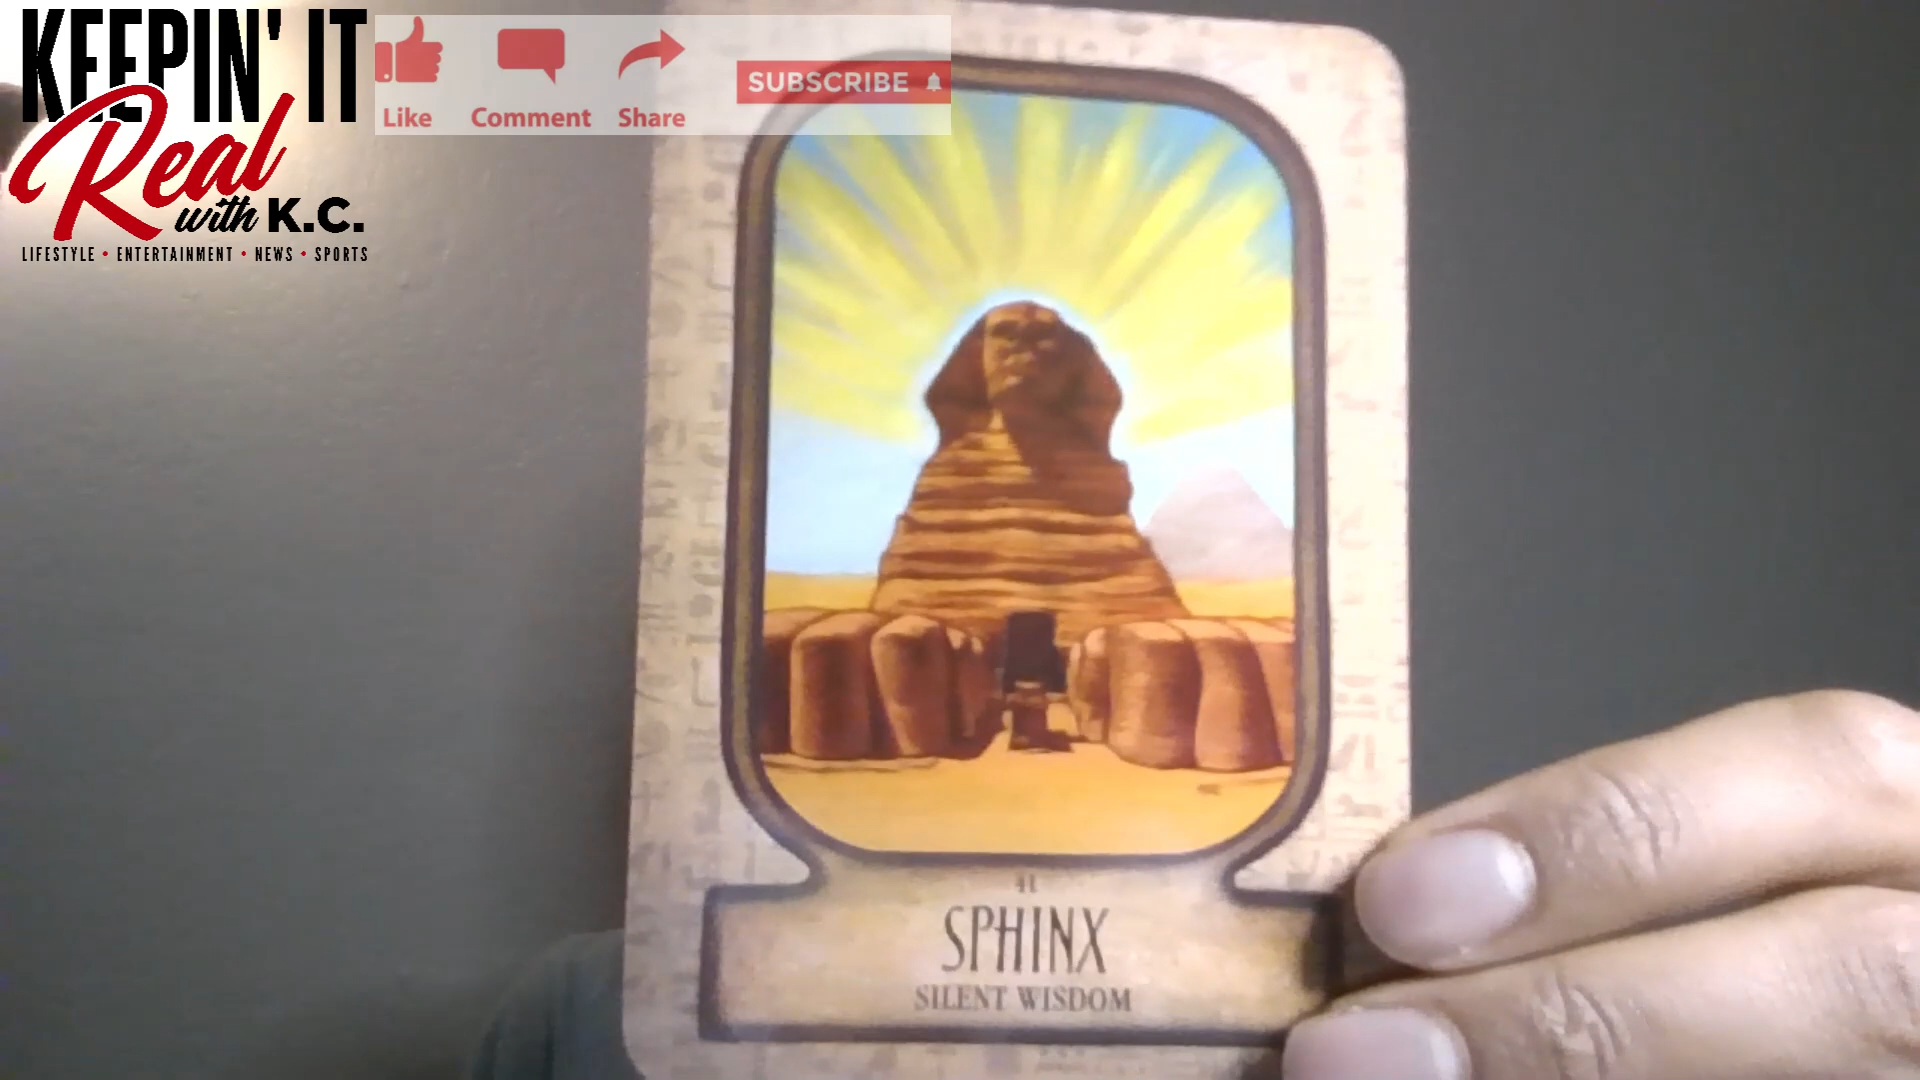 KEEPIN' IT
Real
with K.C.
LIFESTYLE • ENTERTAINMENT • NEWS • SPORTS
Like Comment Share
SUBSCRIBE
41
SPHINX
SILENT WISDOM